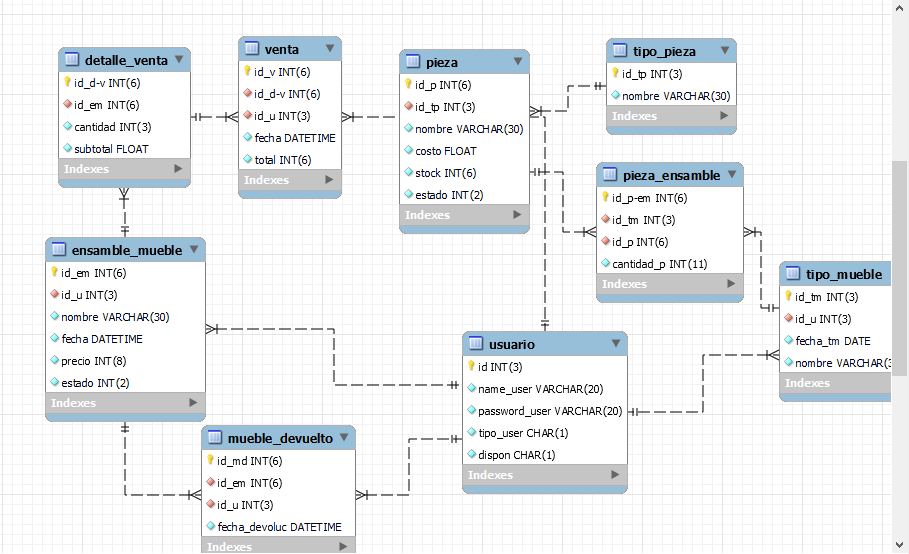 detalle_venta
id_d-v INT(6)
id_em INT(6)
cantidad INT(3)
subtotal FLOAT
Indexes
venta
id_v INT(6)
id_d-v INT(6)
id_u INT(3)
fecha DATETIME
total INT(6)
Indexes
pieza
id_p INT(6)
id_tp INT(3)
nombre VARCHAR(30)
costo FLOAT
stock INT(6)
estado INT(2)
Indexes
tipo_pieza
id_tp INT(3)
nombre VARCHAR(30)
Indexes
pieza_ensamble
id_p-em INT(6)
id_tm INT(3)
id_p INT(6)
cantidad_p INT(11)
Indexes
ensamble_mueble
id_em INT(6)
id_u INT(3)
nombre VARCHAR(30)
fecha DATETIME
precio INT(8)
estado INT(2)
Indexes
tipo_mueble
id_tm INT(3)
id_u INT(3)
fecha_tm DATE
nombre VARCHAR(3
Indexes
usuario
id INT(3)
name_user VARCHAR(20)
password_user VARCHAR(20)
tipo_user CHAR(1)
dispon CHAR(1)
Indexes
mueble_devuelto
id_md INT(6)
id_em INT(6)
id_u INT(3)
fecha_devoluc DATETIME
Indexes